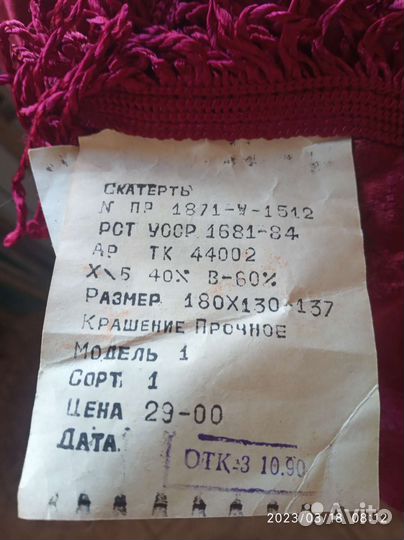 СКАТЕРТЬ
N ПР 1871-W-1512
РСТ УССР 1681-84
АР ТК 44002
Х\Б 40% В-60%
РАЗМЕР 180Х130-137
КРАШЕНИЕ ПРОЧНОЕ
МОДЕЛЬ 1
СОРТ 1
ЦЕНА 29-00
ДАТА
ОТК-3 10.90
2023/03/18 08:12
Avito